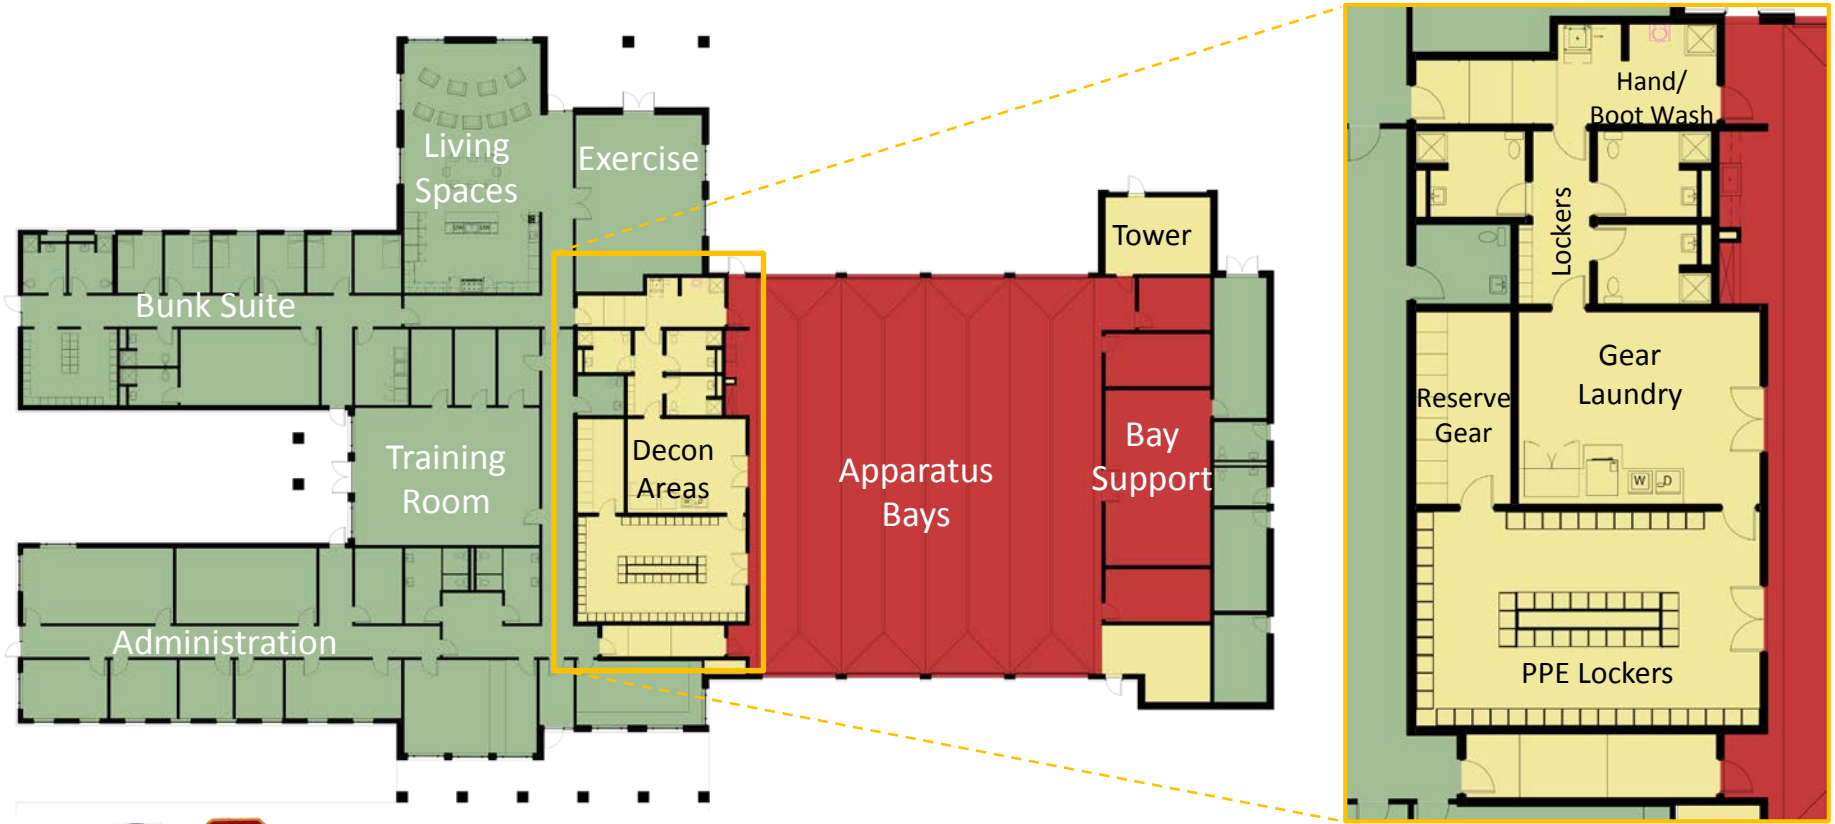 Living
Spaces
Exercise
Bunk Suite
Training
Room
Administration
Decon
Areas
Apparatus
Bays
Tower
Bay
Support
Hand/
Boot Wash
Lockers
Gear
Laundry
Reserve
Gear
W
D
PPE Lockers